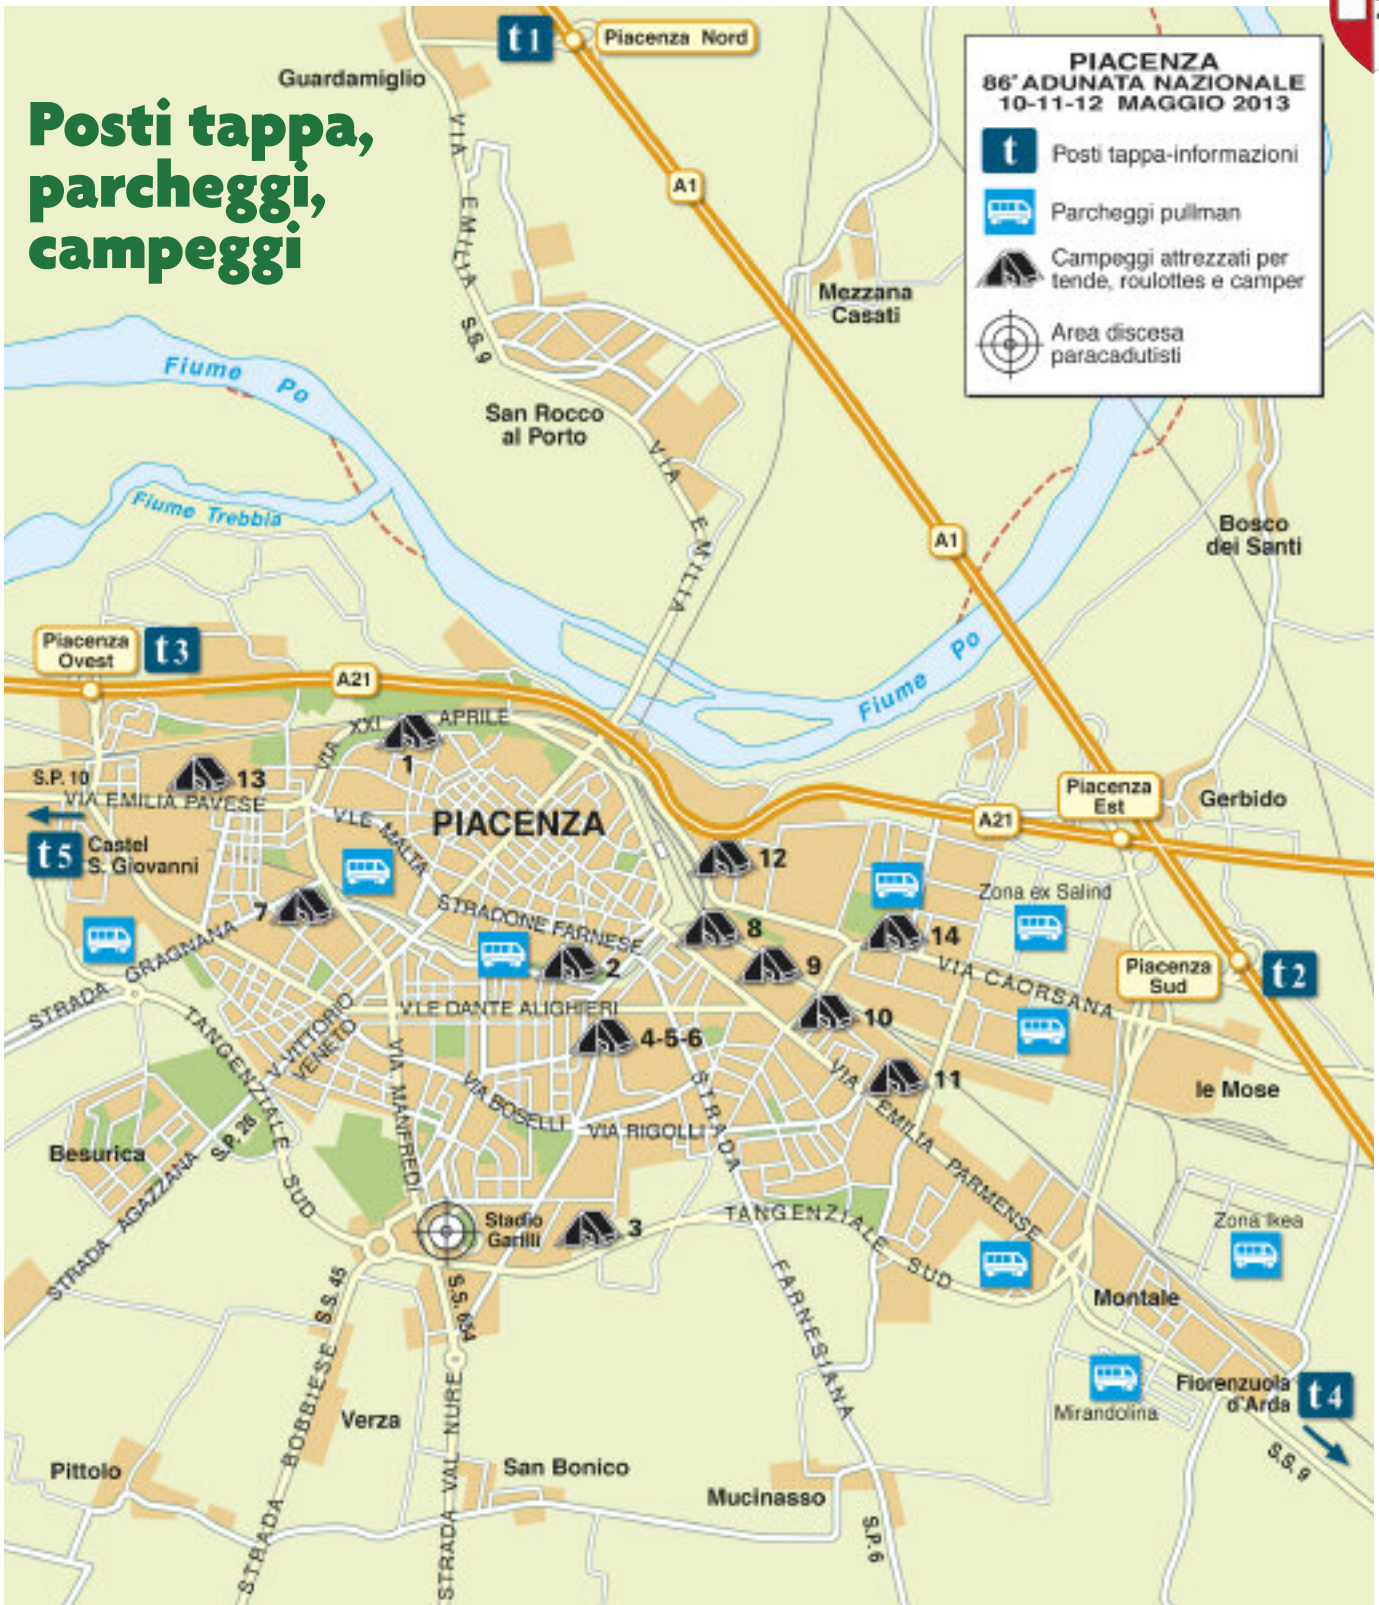 Posti tappa,
parcheggi,
campeggi
t1
Piacenza Nord
Guardamiglio
PIACENZA
86° ADUNATA NAZIONALE
10-11-12 MAGGIO 2013
t
Posti tappa-informazioni
Parcheggi pullman
Campeggi attrezzati per
tende, roulottes e camper
Area discesa
paracadutisti
VIA EMILIA
S.S. 9
A1
Mezzana
Casati
Fiume Po
San Rocco
al Porto
VIA EMILIA
Fiume Trebbia
A1
Bosco
dei Santi
Piacenza
Ovest
t3
A21
Fiume Po
VIA XXI APRILE
1
13
S.P. 10
VIA EMILIA PAVESE
t5
Castel
S. Giovanni
V.LE MALTA
PIACENZA
Piacenza
Est
A21
Gerbido
12
Zona ex Salind
7
STRADONE FARNESE
8
14
2
9
STRADA GRAGNANA
VIA CAORSANA
Piacenza
Sud
t2
V.LE DANTE ALIGHIERI
10
4-5-6
V. VITTORIO
VENETO
TANGENZIALE SUD
VIA MANFREDI
VIA BOSELLI
VIA RIGOLLI
11
le Mose
VIA EMILIA PARMENSE
Besurica
S.P. 28
STRADA AGAZZANA
STRADA FARNESIANA
Stadio
Garilli
3
TANGENZIALE SUD
Zona Ikea
Montale
S.S. 45
S.S. 654
STRADA BOBBIESE
Verza
STRADA VAL NURE
Mirandolina
Fiorenzuola
d'Arda
t4
S.S. 9
Pittolo
San Bonico
Mucinasso
S.P. 6